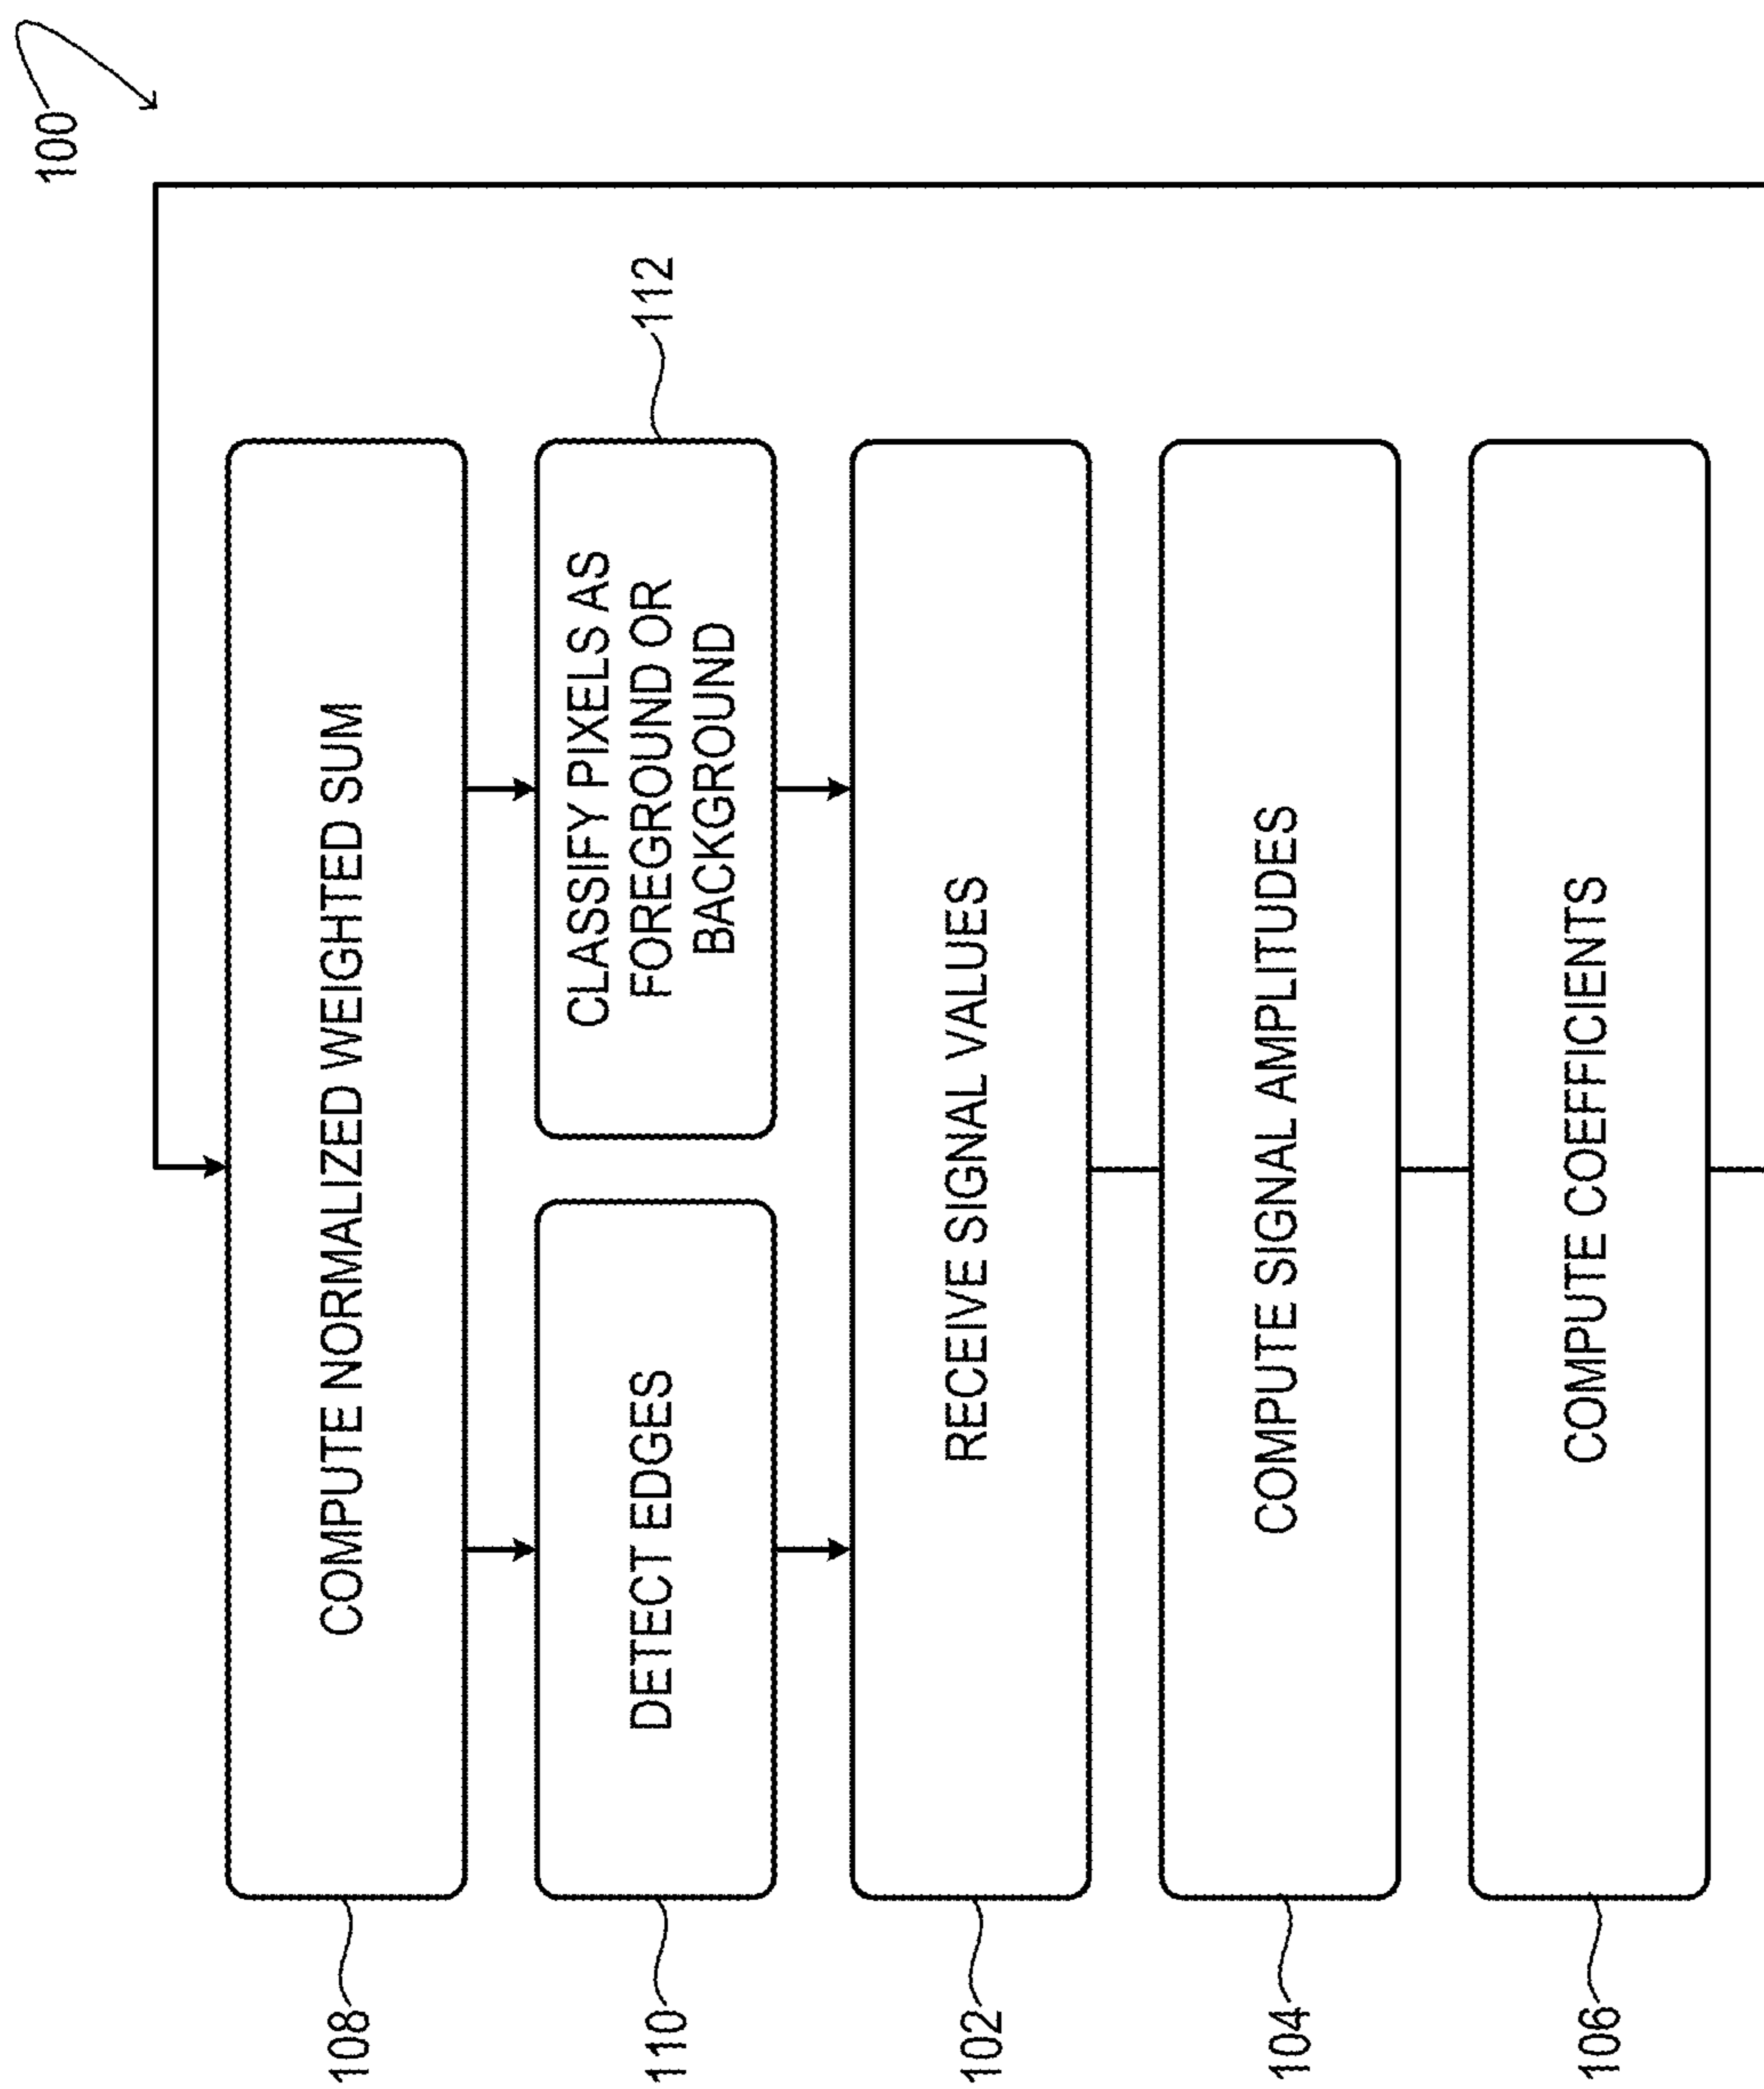 100
108
COMPUTE NORMALIZED WEIGHTED SUM
110
DETECT EDGES
CLASSIFY PIXELS AS
FOREGROUND OR
BACKGROUND
112
102
RECEIVE SIGNAL VALUES
104
COMPUTE SIGNAL AMPLITUDES
106
COMPUTE COEFFICIENTS